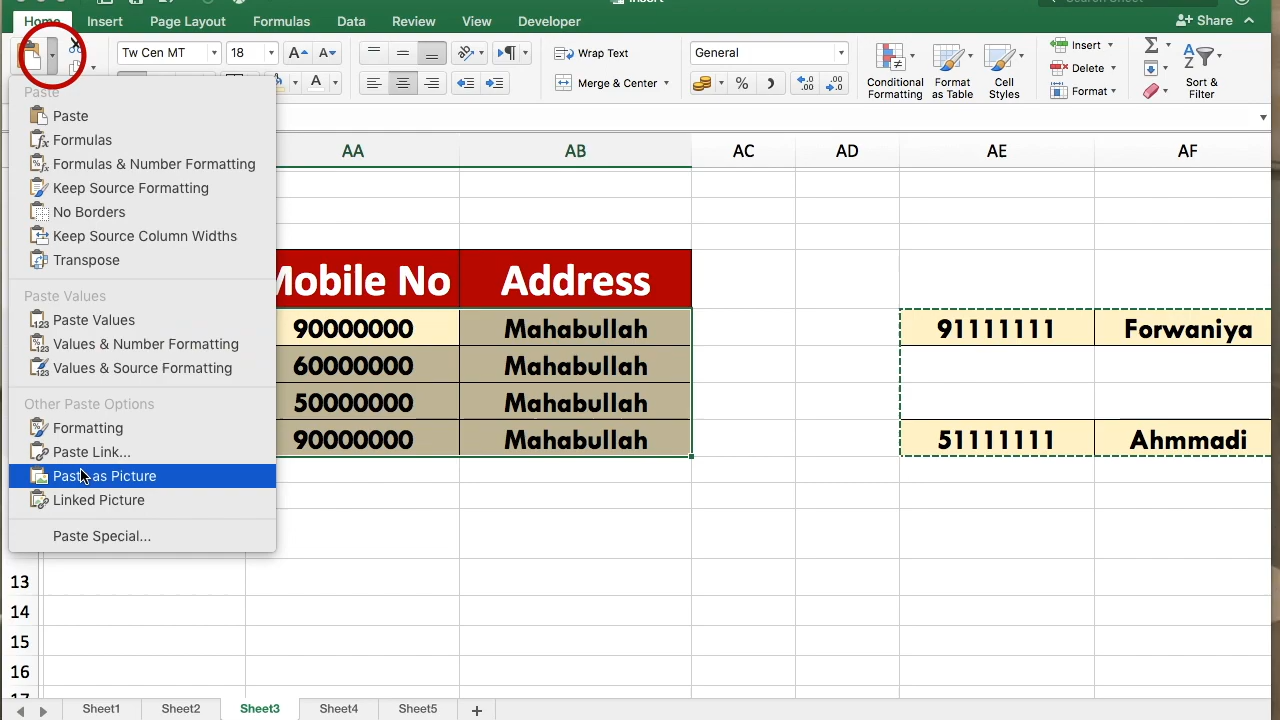 Insert
Search Sheet
Home Insert Page Layout Formulas Data Review View Developer
Share
Tw Cen MT 18 A A Wrap Text General Insert Σ
Delete
A Merge & Center % Conditional Formatting Format as Table Cell Styles Format Sort & Filter
Paste
Paste
Formulas
Formulas & Number Formatting
Keep Source Formatting
No Borders
Keep Source Column Widths
Transpose
Paste Values
Paste Values
Values & Number Formatting
Values & Source Formatting
Other Paste Options
Formatting
Paste Link...
Paste as Picture
Linked Picture
Paste Special...
AA AB AC AD AE AF
Mobile No Address
90000000 Mahabullah 91111111 Forwaniya
60000000 Mahabullah
50000000 Mahabullah
90000000 Mahabullah 51111111 Ahmmadi
13
14
15
16
17
Sheet1 Sheet2 Sheet3 Sheet4 Sheet5 +